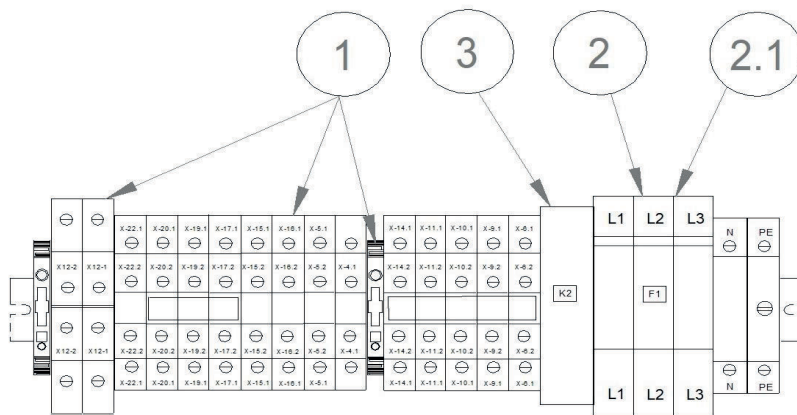 1 3 2 2.1
L1 L2 L3
X-22.1 X-20.1 X-19.1 X-17.1 X-15.1 X-16.1 X-5.1 X-14.1 X-11.1 X-10.1 X-9.1 X-6.1 N PE
X12-2 X12-1 X-22.2 X-20.2 X-19.2 X-17.2 X-15.2 X-16.2 X-5.2 X-4.1 X-14.2 X-11.2 X-10.2 X-9.2 X-6.2
K2 F1
X12-2 X12-1 X-22.2 X-20.2 X-19.2 X-17.2 X-15.2 X-16.2 X-5.2 X-4.1 X-14.2 X-11.2 X-10.2 X-9.2 X-6.2
X-22.1 X-20.1 X-19.1 X-17.1 X-15.1 X-16.1 X-5.1 X-14.1 X-11.1 X-10.1 X-9.1 X-6.1 N PE
L1 L2 L3